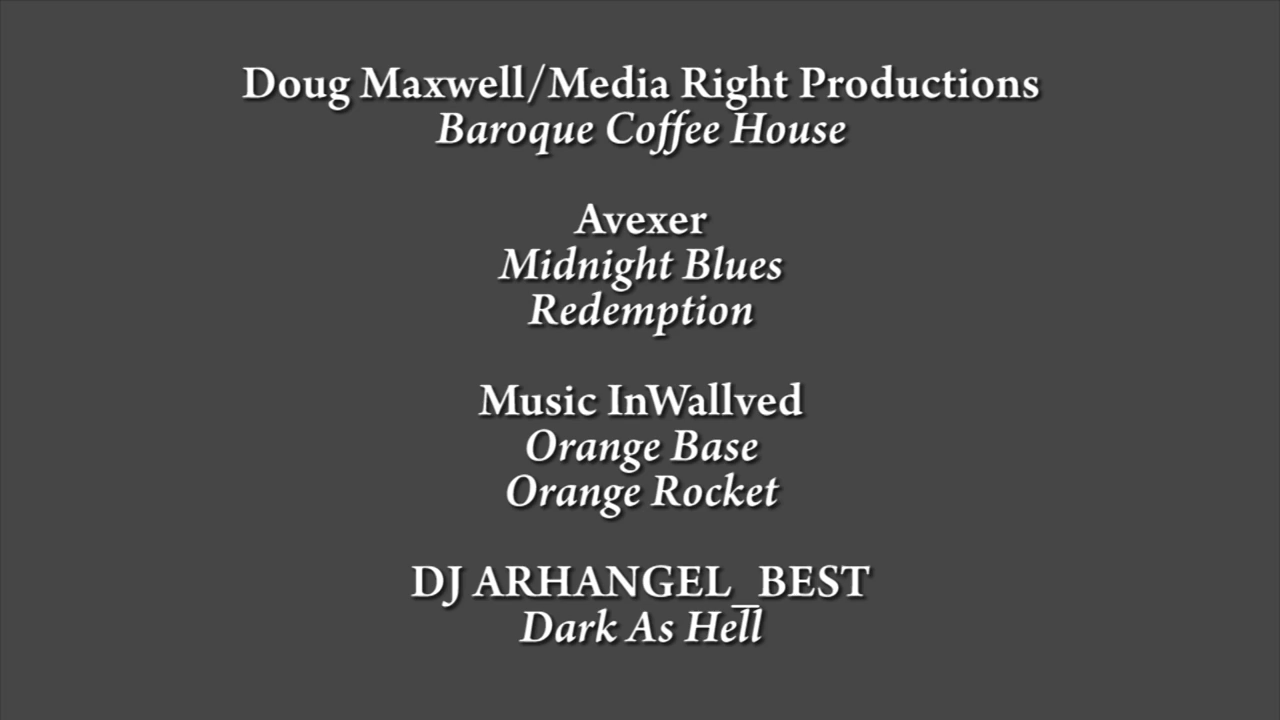 Doug Maxwell/Media Right Productions
Baroque Coffee House
Avexer
Midnight Blues
Redemption
Music InWallved
Orange Base
Orange Rocket
DJ ARHANGEL_BEST
Dark As Hell